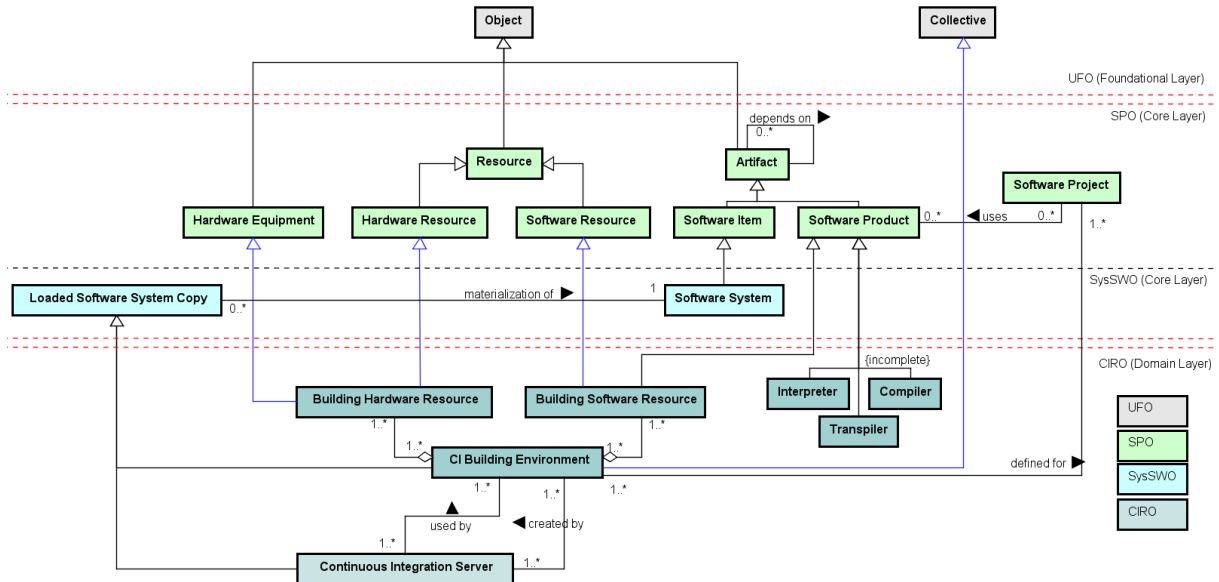 Object
Collective
UFO (Foundational Layer)
SPO (Core Layer)
depends on
0..*
Resource
Artifact
Software Project
Hardware Equipment
Hardware Resource
Software Resource
Software Item
Software Product
0..*
uses
0..*
1..*
SysSWO (Core Layer)
Loaded Software System Copy
0..*
materialization of
1
Software System
CIRO (Domain Layer)
{incomplete}
Building Hardware Resource
Building Software Resource
Interpreter
Compiler
Transpiler
1..*
1..*
1..*
1..*
CI Building Environment
defined for
1..*
1..*
1..*
used by
created by
1..*
1..*
Continuous Integration Server
UFO
SPO
SysSWO
CIRO